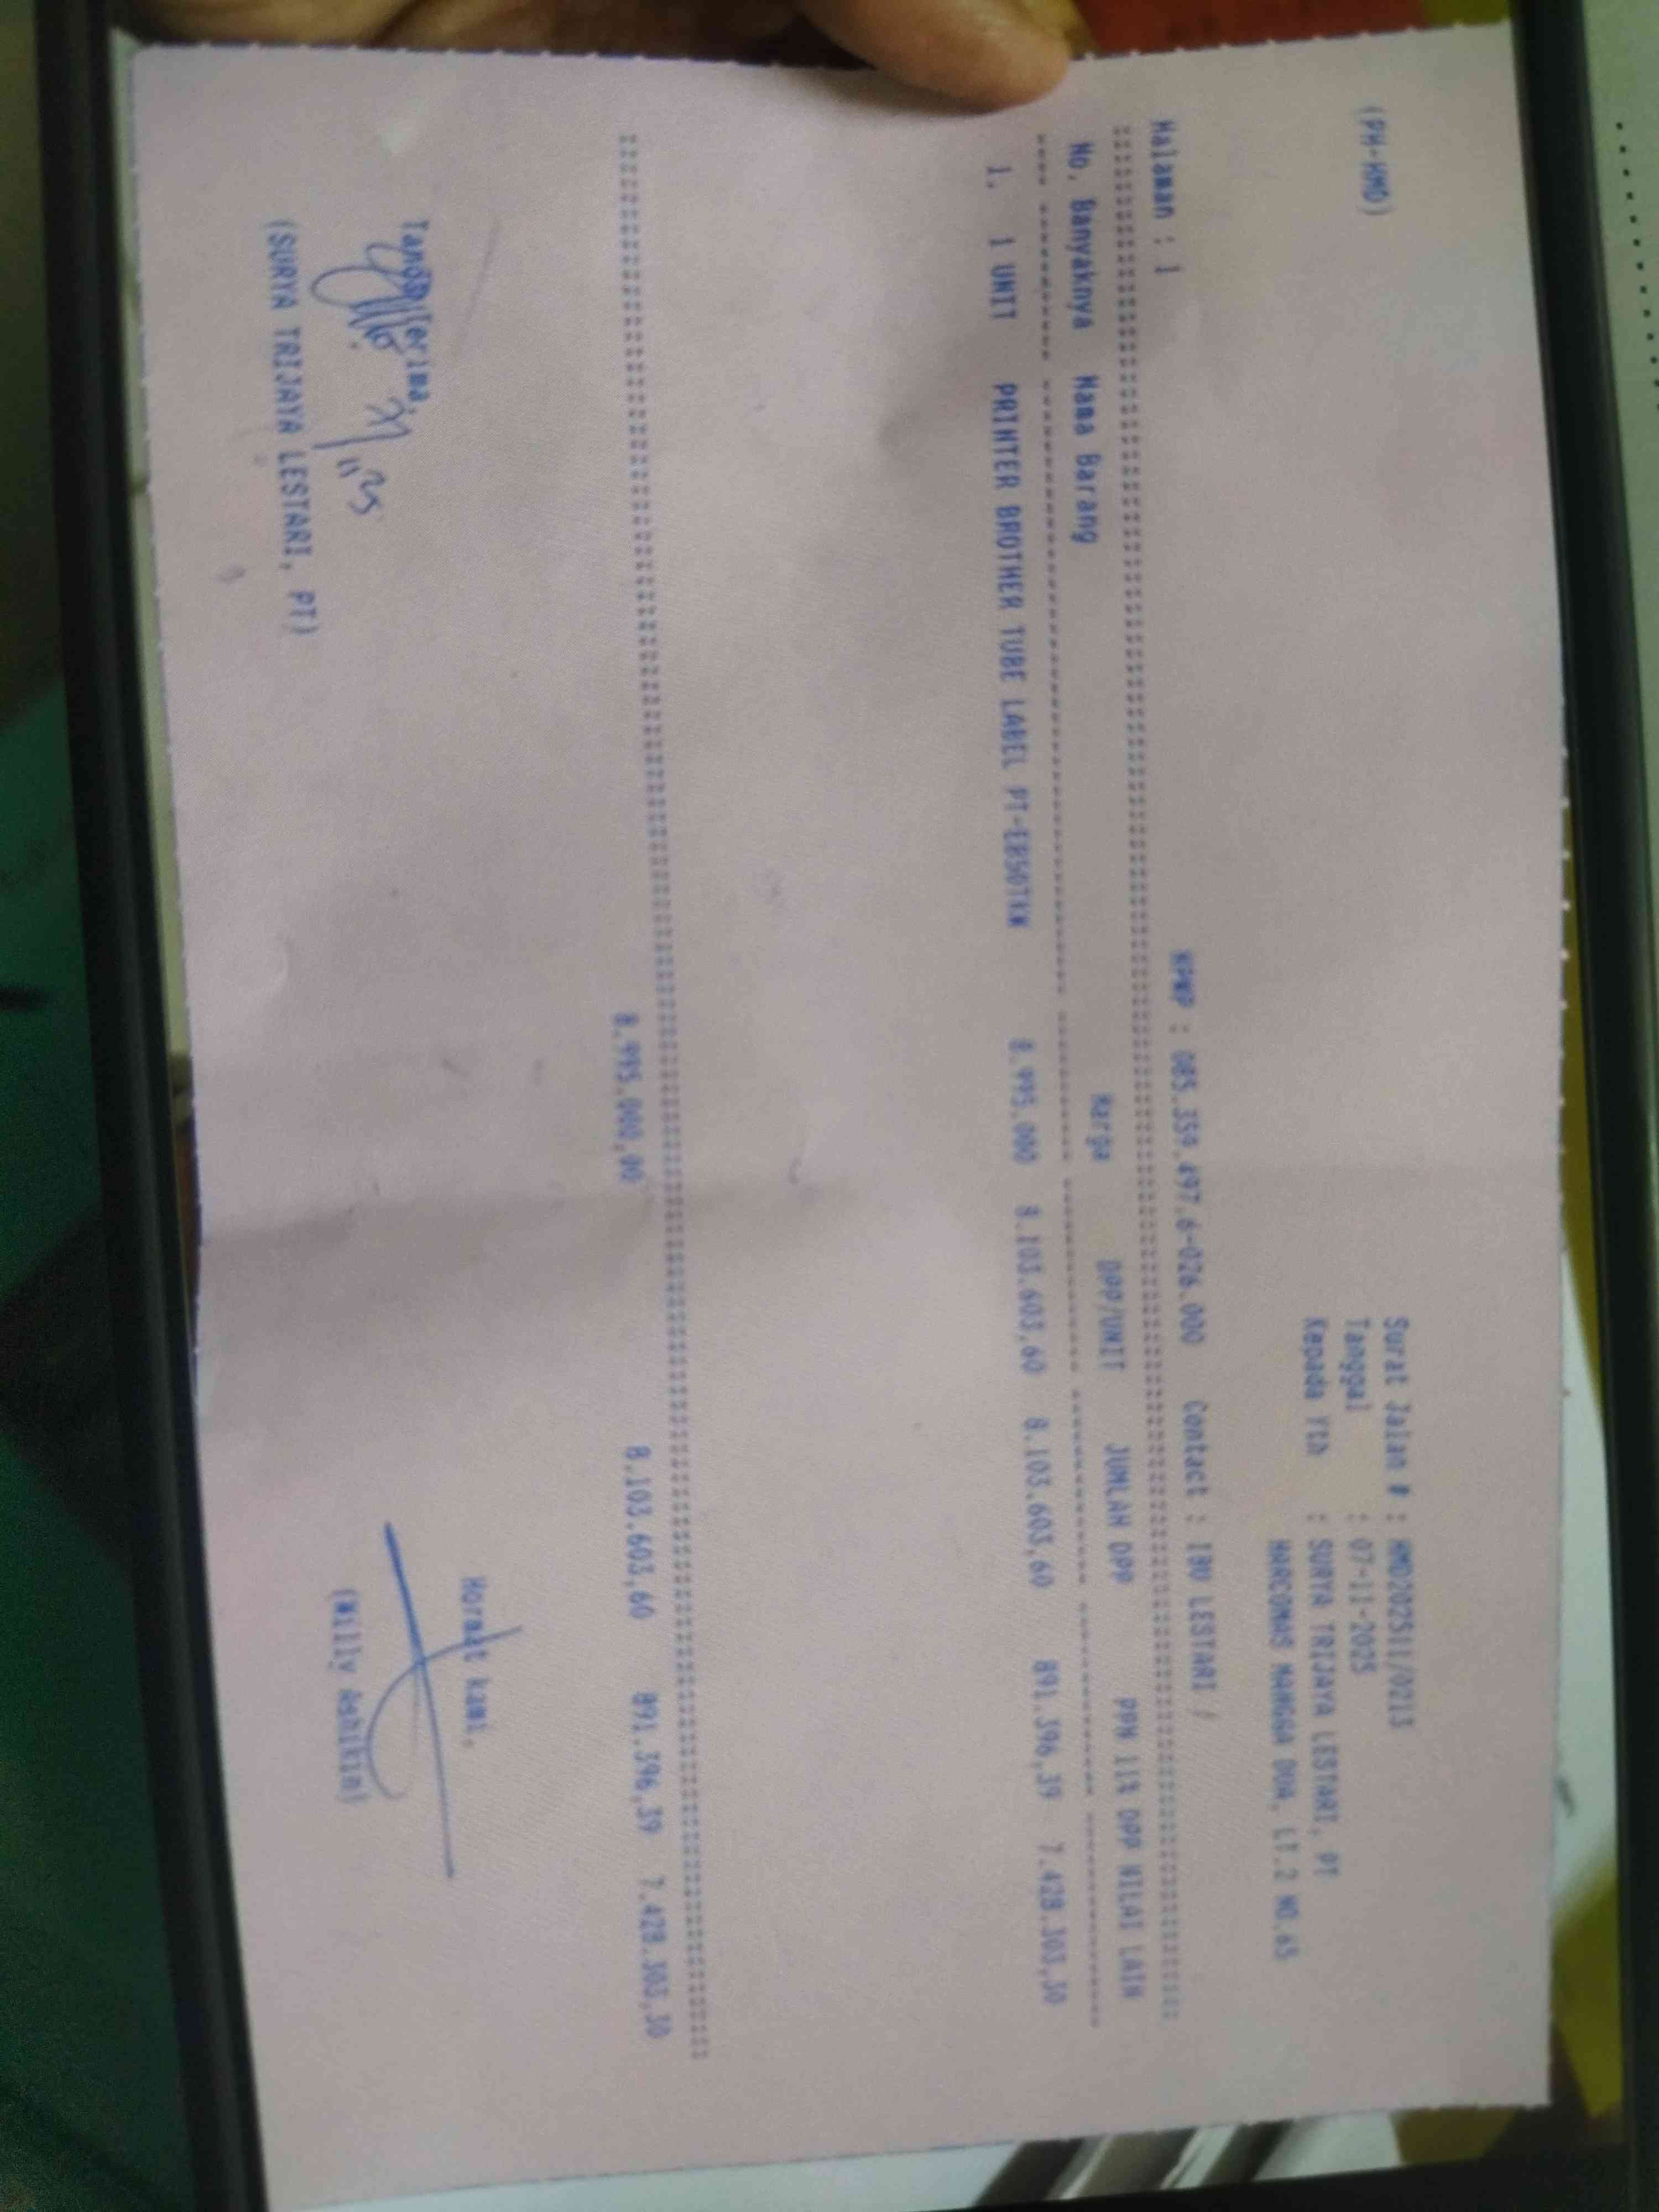 (PH-HMD)
Surat Jalan # : HMD202511/0213
Tanggal : 07-11-2025
Kepada Yth : SURYA TRIJAYA LESTARI, PT
HARCOMAS MANGGA DUA, LT.2 NO.65
Halaman : 1
NPWP : 085.359.497.6-026.000 Contact : IBU LESTARI /
No. Banyaknya Nama Barang Harga DPP/UNIT JUMLAH DPP PPN 11% DPP NILAI LAIN
1. 1 UNIT PRINTER BROTHER TUBE LABEL 8.995.000 8.103.603,60 8.103.603,60 891.396,39 7.428.303,30
8.995.000,00 8.103.603,60 891.396,39 7.428.303,30
Tanda Terima,
Hormat kami,
(SURYA TRIJAYA LESTARI, PT)
(Willy Ashikin)